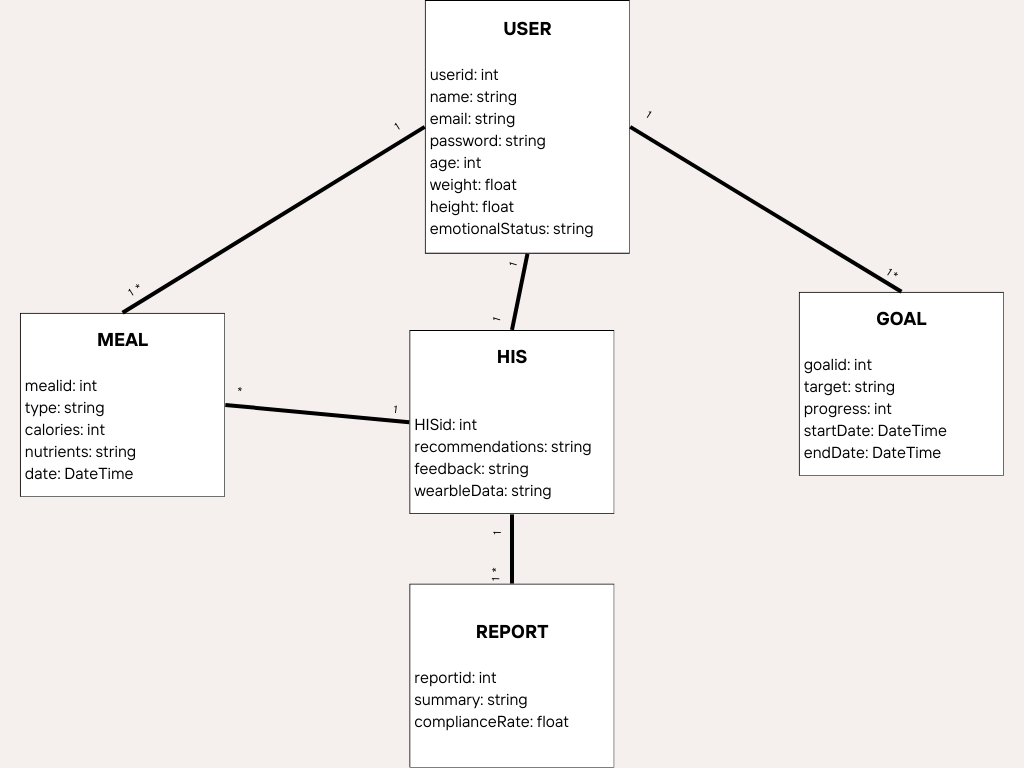 USER
userid: int
name: string
email: string
password: string
age: int
weight: float
height: float
emotionalStatus: string
1
1
1 *
1 *
1
1
MEAL
mealid: int
type: string
calories: int
nutrients: string
date: DateTime
*
1
HIS
HISid: int
recommendations: string
feedback: string
wearbleData: string
GOAL
goalid: int
target: string
progress: int
startDate: DateTime
endDate: DateTime
1
1 *
REPORT
reportid: int
summary: string
complianceRate: float